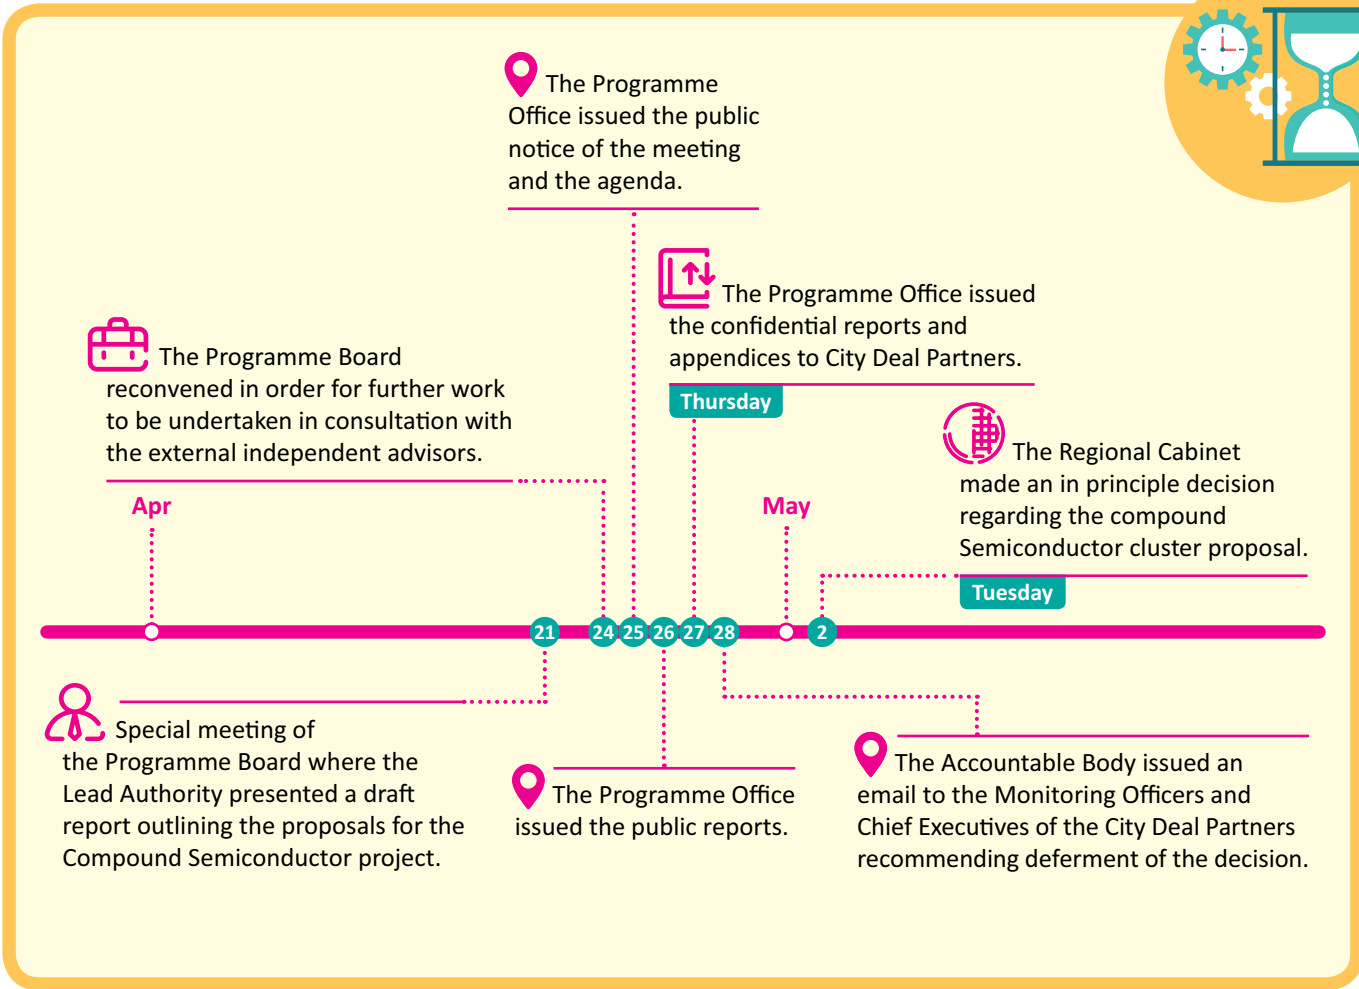 The Programme
Office issued the public
notice of the meeting
and the agenda.
The Programme Office issued
the confidential reports and
appendices to City Deal Partners.
Thursday
The Programme Board
reconvened in order for further work
to be undertaken in consultation with
the external independent advisors.
The Regional Cabinet
made an in principle decision
regarding the compound
Semiconductor cluster proposal.
Tuesday
Apr
May
21 24 25 26 27 28 2
Special meeting of
the Programme Board where the
Lead Authority presented a draft
report outlining the proposals for the
Compound Semiconductor project.
The Programme Office
issued the public reports.
The Accountable Body issued an
email to the Monitoring Officers and
Chief Executives of the City Deal Partners
recommending deferment of the decision.